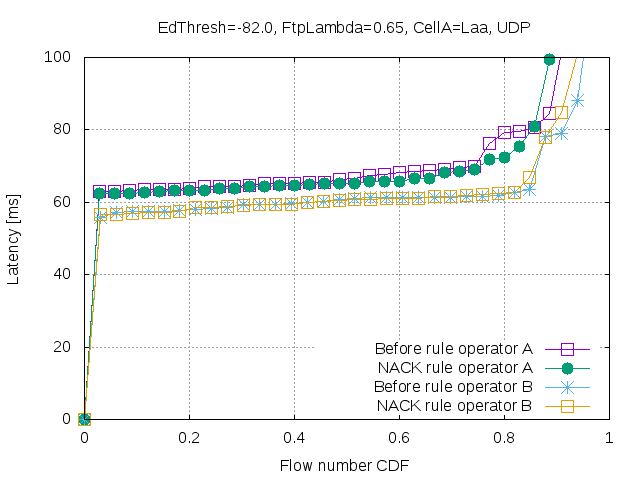 EdThresh=-82.0, FtpLambda=0.65, CellA=Laa, UDP
100
80
60
40
20
0
Latency [ms]
Before rule operator A
NACK rule operator A
Before rule operator B
NACK rule operator B
0 0.2 0.4 0.6 0.8 1
Flow number CDF